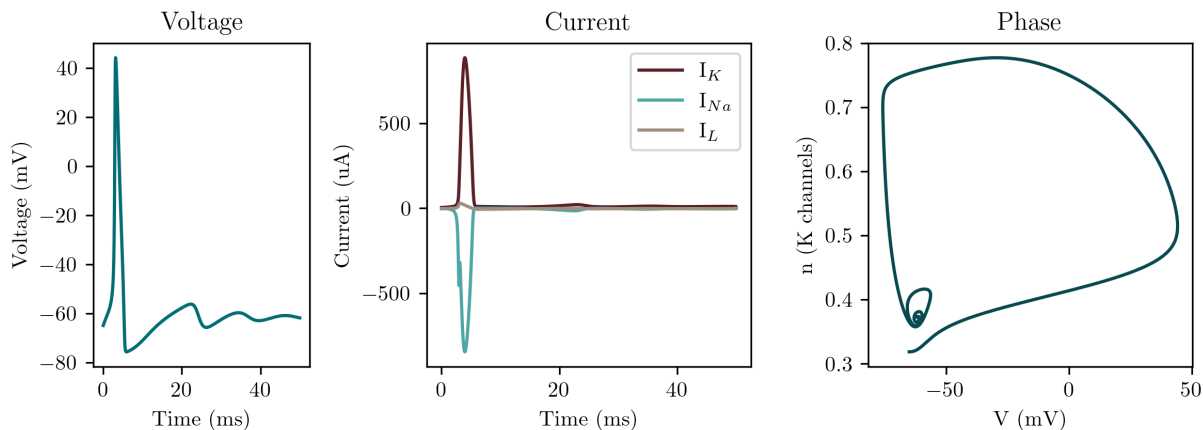 Voltage
Voltage (mV)
40
20
0
−20
−40
−60
−80
0
20
40
Time (ms)
Current
Current (uA)
500
0
−500
0
20
40
Time (ms)
I_K
I_{Na}
I_L
Phase
n (K channels)
0.8
0.7
0.6
0.5
0.4
0.3
−50
0
50
V (mV)